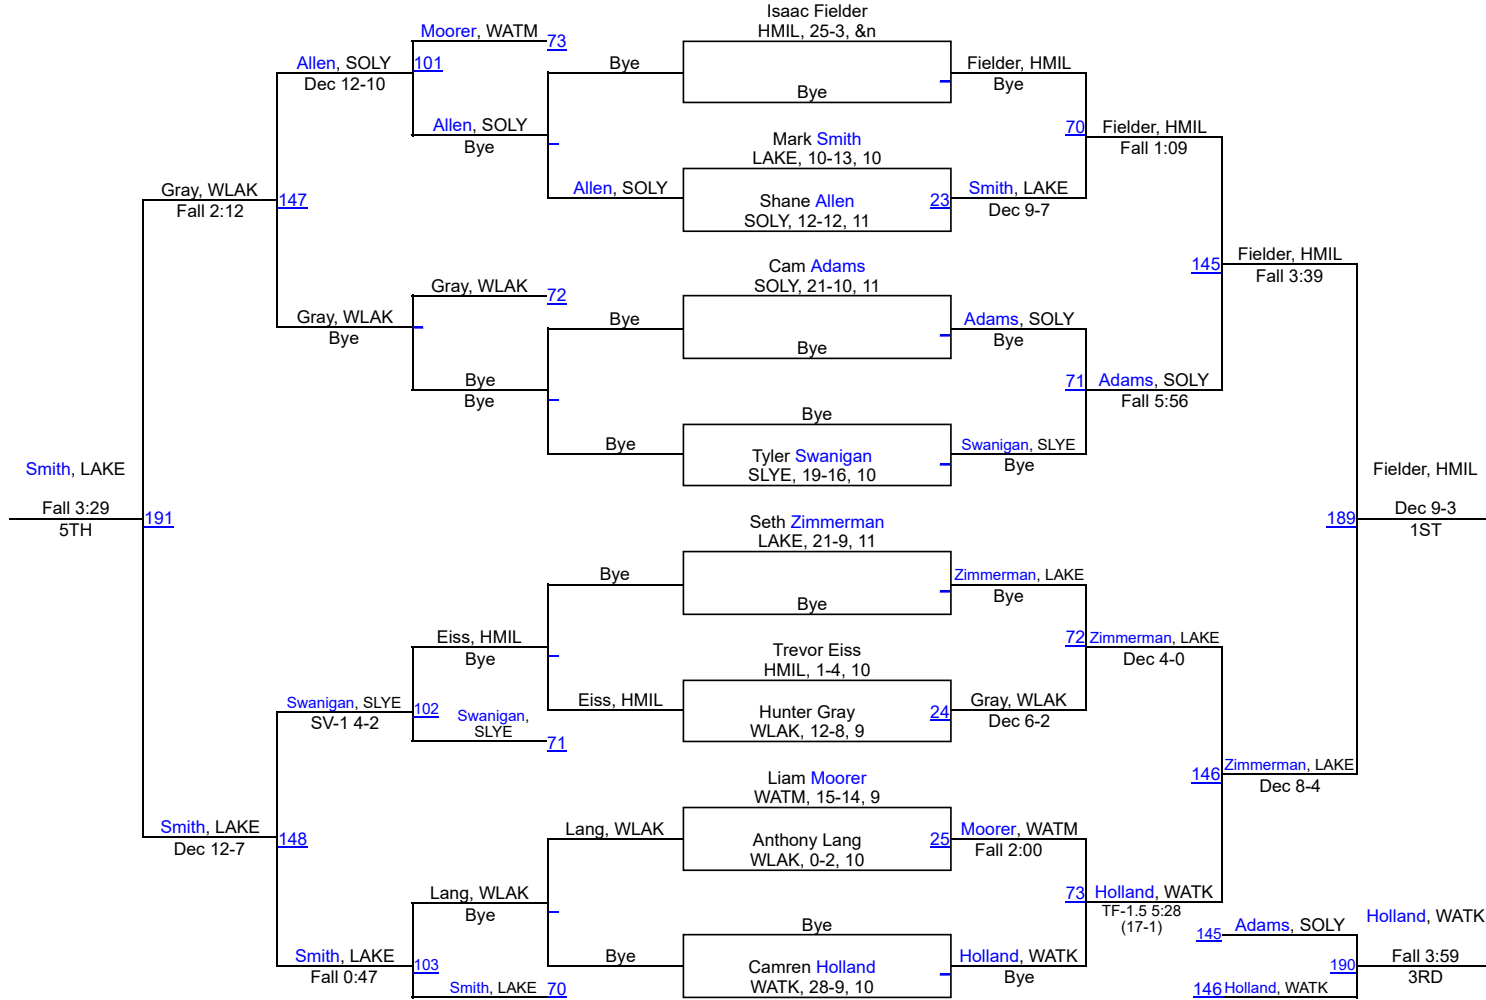 Isaac Fielder
HMIL, 25-3, &n
Moorer, WATM
73
Allen, SOLY
101
Bye
Fielder, HMIL
Dec 12-10
Bye
Bye
Allen, SOLY
70
Fielder, HMIL
Bye
Mark Smith
Fall 1:09
LAKE, 10-13, 10
Gray, WLAK
147
Allen, SOLY
Shane Allen
23
Smith, LAKE
Fall 2:12
SOLY, 12-12, 11
Dec 9-7
Cam Adams
145
Fielder, HMIL
SOLY, 21-10, 11
Fall 3:39
Gray, WLAK
72
Gray, WLAK
Bye
Adams, SOLY
Bye
Bye
Bye
Bye
71
Adams, SOLY
Bye
Fall 5:56
Bye
Bye
Swanigan, SLYE
Tyler Swanigan
Bye
SLYE, 19-16, 10
Smith, LAKE
Fielder, HMIL
Fall 3:29
191
189
Dec 9-3
5TH
1ST
Seth Zimmerman
LAKE, 21-9, 11
Bye
Zimmerman, LAKE
Bye
Bye
Eiss, HMIL
72
Zimmerman, LAKE
Bye
Dec 4-0
Trevor Eiss
HMIL, 1-4, 10
Swanigan, SLYE
102
Eiss, HMIL
Hunter Gray
24
Gray, WLAK
SV-1 4-2
WLAK, 12-8, 9
Dec 6-2
Swanigan,
SLYE
71
Liam Moorer
146
Zimmerman, LAKE
WATM, 15-14, 9
Dec 8-4
Smith, LAKE
148
Lang, WLAK
Anthony Lang
25
Moorer, WATM
Dec 12-7
WLAK, 0-2, 10
Fall 2:00
Lang, WLAK
73
Holland, WATK
Bye
TF-1.5 5:28
(17-1)
Bye
145
Adams, SOLY
Holland, WATK
Smith, LAKE
103
Bye
Camren Holland
Holland, WATK
190
Fall 3:59
Fall 0:47
WATK, 28-9, 10
Bye
3RD
Smith, LAKE
70
146
Holland, WATK